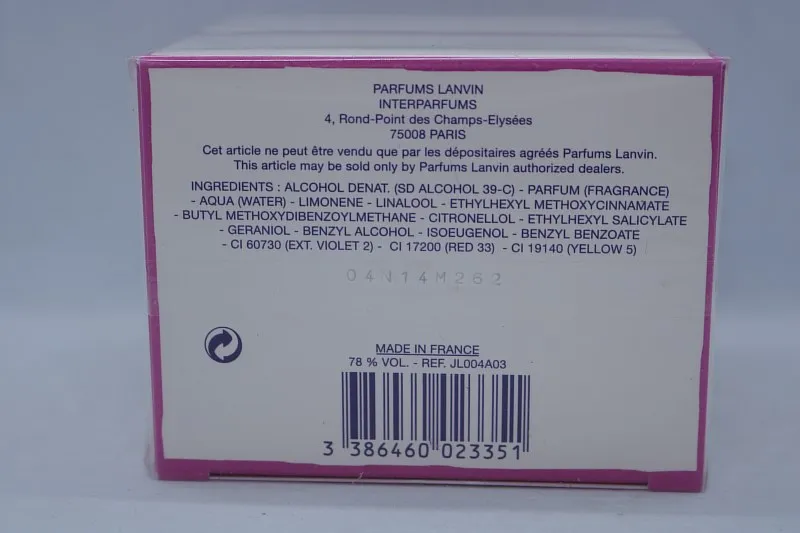 PARFUMS LANVIN
INTERPARFUMS
4, Rond-Point des Champs-Elysées
75008 PARIS
Cet article ne peut être vendu que par les dépositaires agréés Parfums Lanvin.
This article may be sold only by Parfums Lanvin authorized dealers.
INGREDIENTS : ALCOHOL DENAT. (SD ALCOHOL 39-C) - PARFUM (FRAGRANCE)
- AQUA (WATER) - LIMONENE - LINALOOL - ETHYLHEXYL METHOXYCINNAMATE
- BUTYL METHOXYDIBENZOYLMETHANE - CITRONELLOL - ETHYLHEXYL SALICYLATE
- GERANIOL - BENZYL ALCOHOL - ISOEUGENOL - BENZYL BENZOATE
- CI 60730 (EXT. VIOLET 2) - CI 17200 (RED 33) - CI 19140 (YELLOW 5)
04N14M262
MADE IN FRANCE
78 % VOL. - REF. JL004A03
3 386460 023351